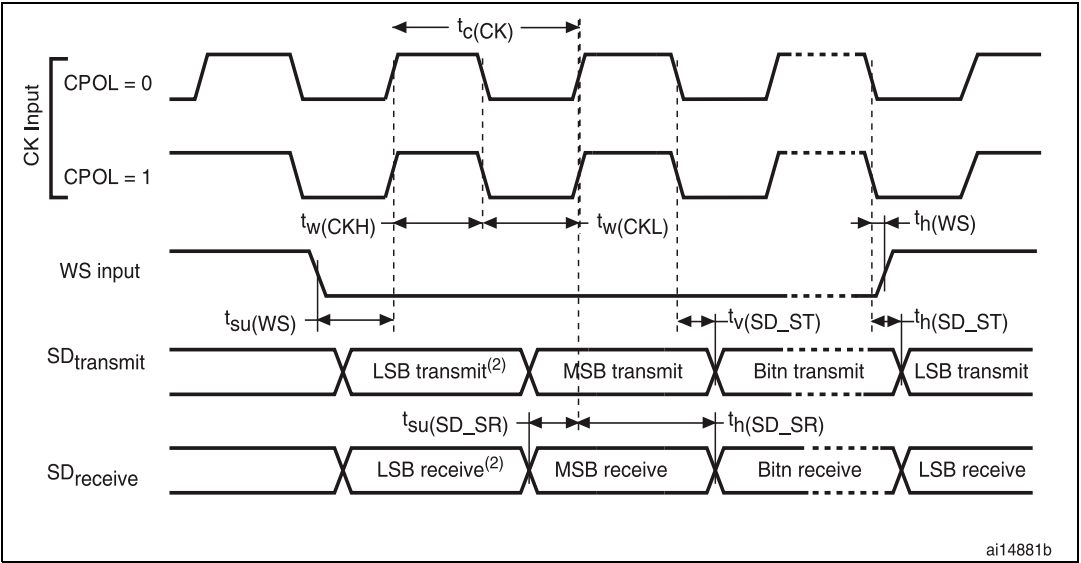 tc(CK)
CK Input
CPOL = 0
CPOL = 1
tw(CKH)
tw(CKL)
th(WS)
WS input
tsu(WS)
tv(SD_ST)
th(SD_ST)
SDtransmit
LSB transmit(2)
MSB transmit
Bitn transmit
LSB transmit
tsu(SD_SR)
th(SD_SR)
SDreceive
LSB receive(2)
MSB receive
Bitn receive
LSB receive
ai14881b